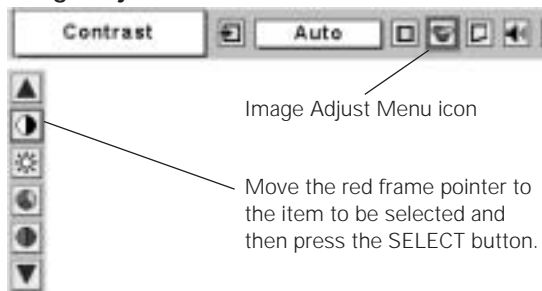 Contrast
Auto
Image Adjust Menu icon
Move the red frame pointer to
the item to be selected and
then press the SELECT button.